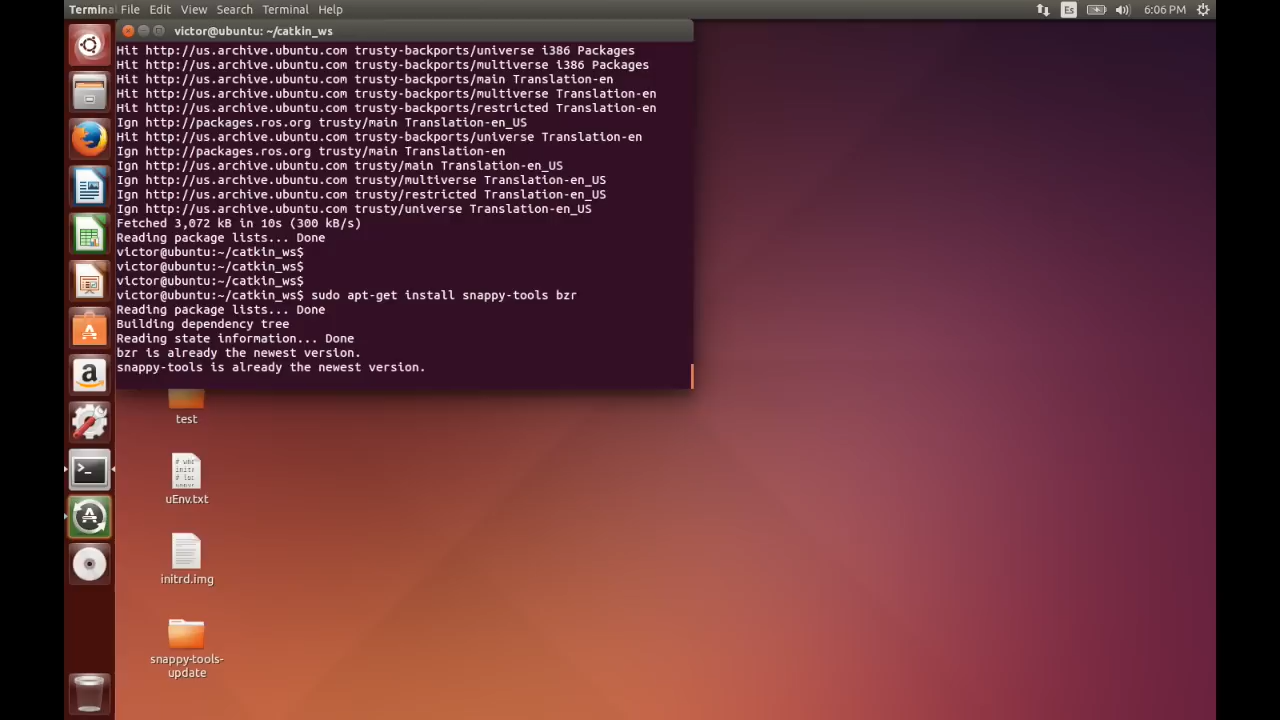 Termina File Edit View Search Terminal Help
Es 6:06 PM
victor@ubuntu: ~/catkin_ws
Hit http://us.archive.ubuntu.com trusty-backports/universe i386 Packages
Hit http://us.archive.ubuntu.com trusty-backports/multiverse i386 Packages
Hit http://us.archive.ubuntu.com trusty-backports/main Translation-en
Hit http://us.archive.ubuntu.com trusty-backports/multiverse Translation-en
Hit http://us.archive.ubuntu.com trusty-backports/restricted Translation-en
Ign http://packages.ros.org trusty/main Translation-en_US
Hit http://us.archive.ubuntu.com trusty-backports/universe Translation-en
Ign http://packages.ros.org trusty/main Translation-en
Ign http://us.archive.ubuntu.com trusty/main Translation-en_US
Ign http://us.archive.ubuntu.com trusty/multiverse Translation-en_US
Ign http://us.archive.ubuntu.com trusty/restricted Translation-en_US
Ign http://us.archive.ubuntu.com trusty/universe Translation-en_US
Fetched 3,072 kB in 10s (300 kB/s)
Reading package lists... Done
victor@ubuntu:~/catkin_ws$
victor@ubuntu:~/catkin_ws$
victor@ubuntu:~/catkin_ws$
victor@ubuntu:~/catkin_ws$ sudo apt-get install snappy-tools bzr
Reading package lists... Done
Building dependency tree
Reading state information... Done
bzr is already the newest version.
snappy-tools is already the newest version.
test
uEnv.txt
initrd.img
snappy-tools-
update